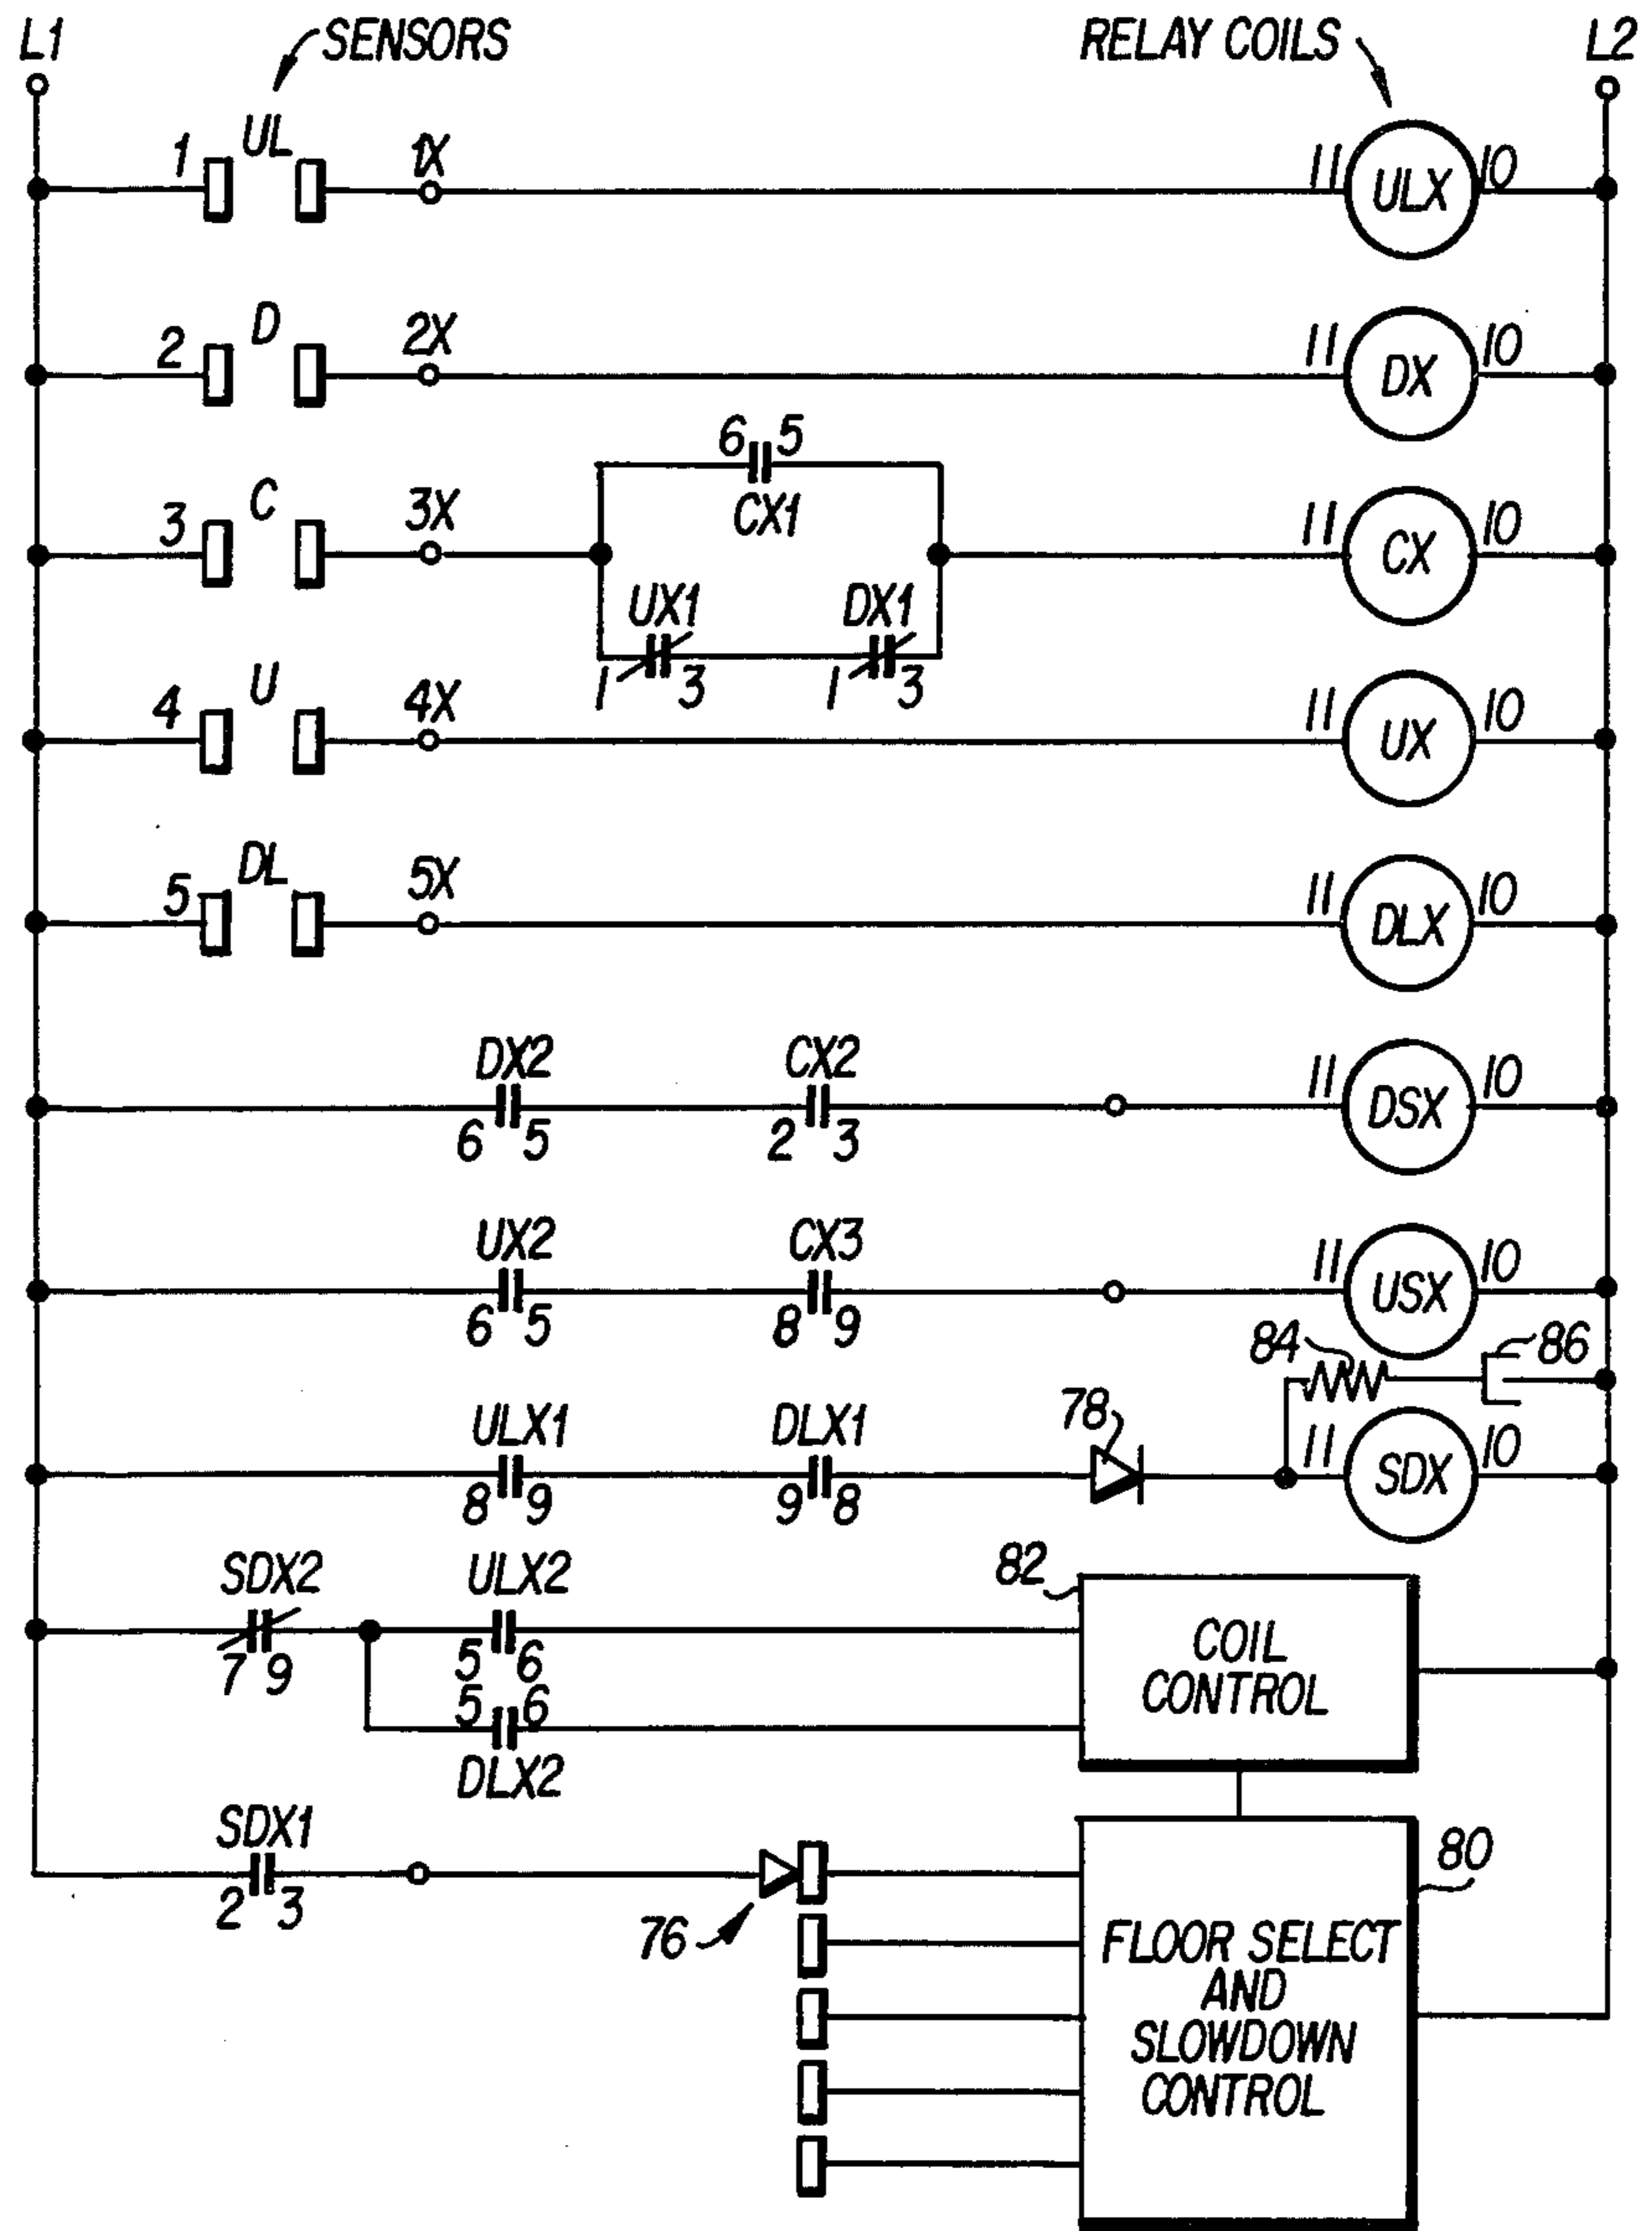 L1 SENSORS RELAY COILS L2
1 UL 1X 11 ULX 10
2 D 2X 11 DX 10
6 5
CX1
3 C 3X 11 CX 10
UX1 DX1
1 3 1 3
4 U 4X 11 UX 10
5 DL 5X 11 DLX 10
DX2 CX2 11 DSX 10
6 5 2 3
UX2 CX3 11 USX 10
6 5 8 9
84 86
ULX1 DLX1 78 11 SDX 10
8 9 9 8
SDX2 ULX2 82
7 9 5 6
COIL
CONTROL
5 6
DLX2
SDX1 80
2 3
76
FLOOR SELECT
AND
SLOWDOWN
CONTROL